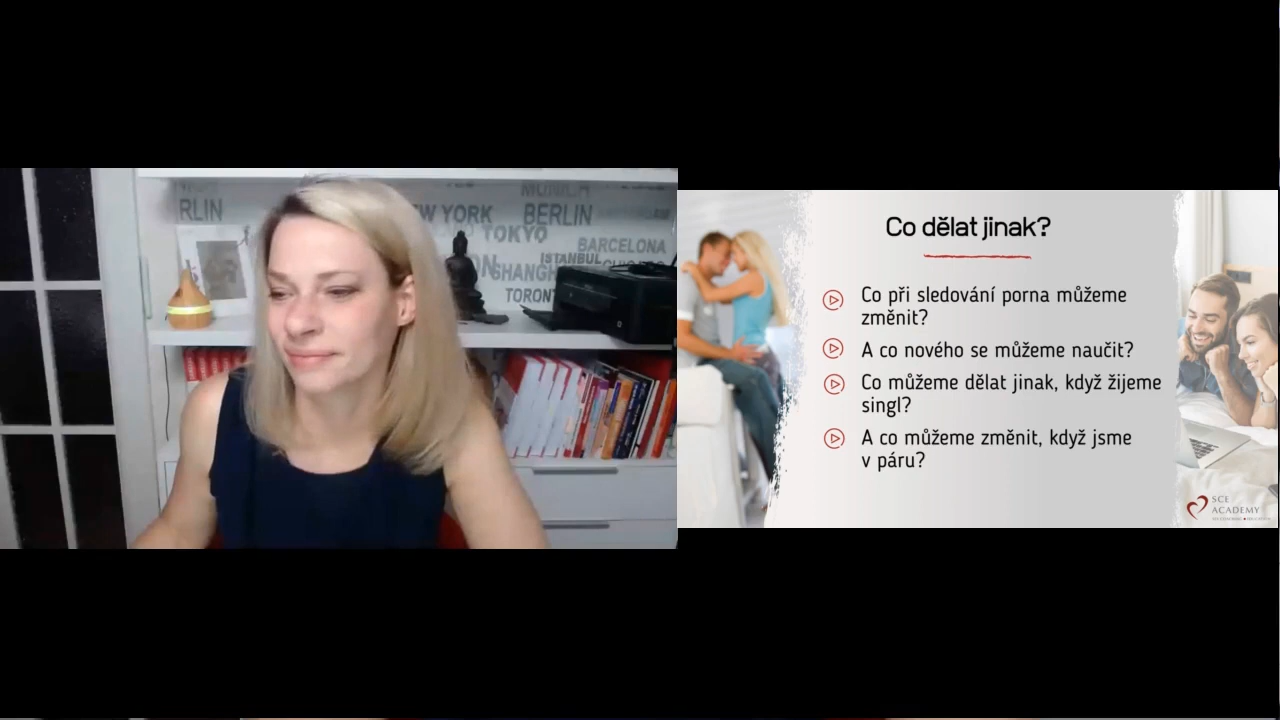 RLIN
NEW YORK
BERLIN
TOKYO
BARCELONA
ISTANBUL
SHANGH
TORONT
Co dělat jinak?
Co při sledování porna můžeme
změnit?
A co nového se můžeme naučit?
Co můžeme dělat jinak, když žijeme
singl?
A co můžeme změnit, když jsme
v páru?
SCE
ACADEMY